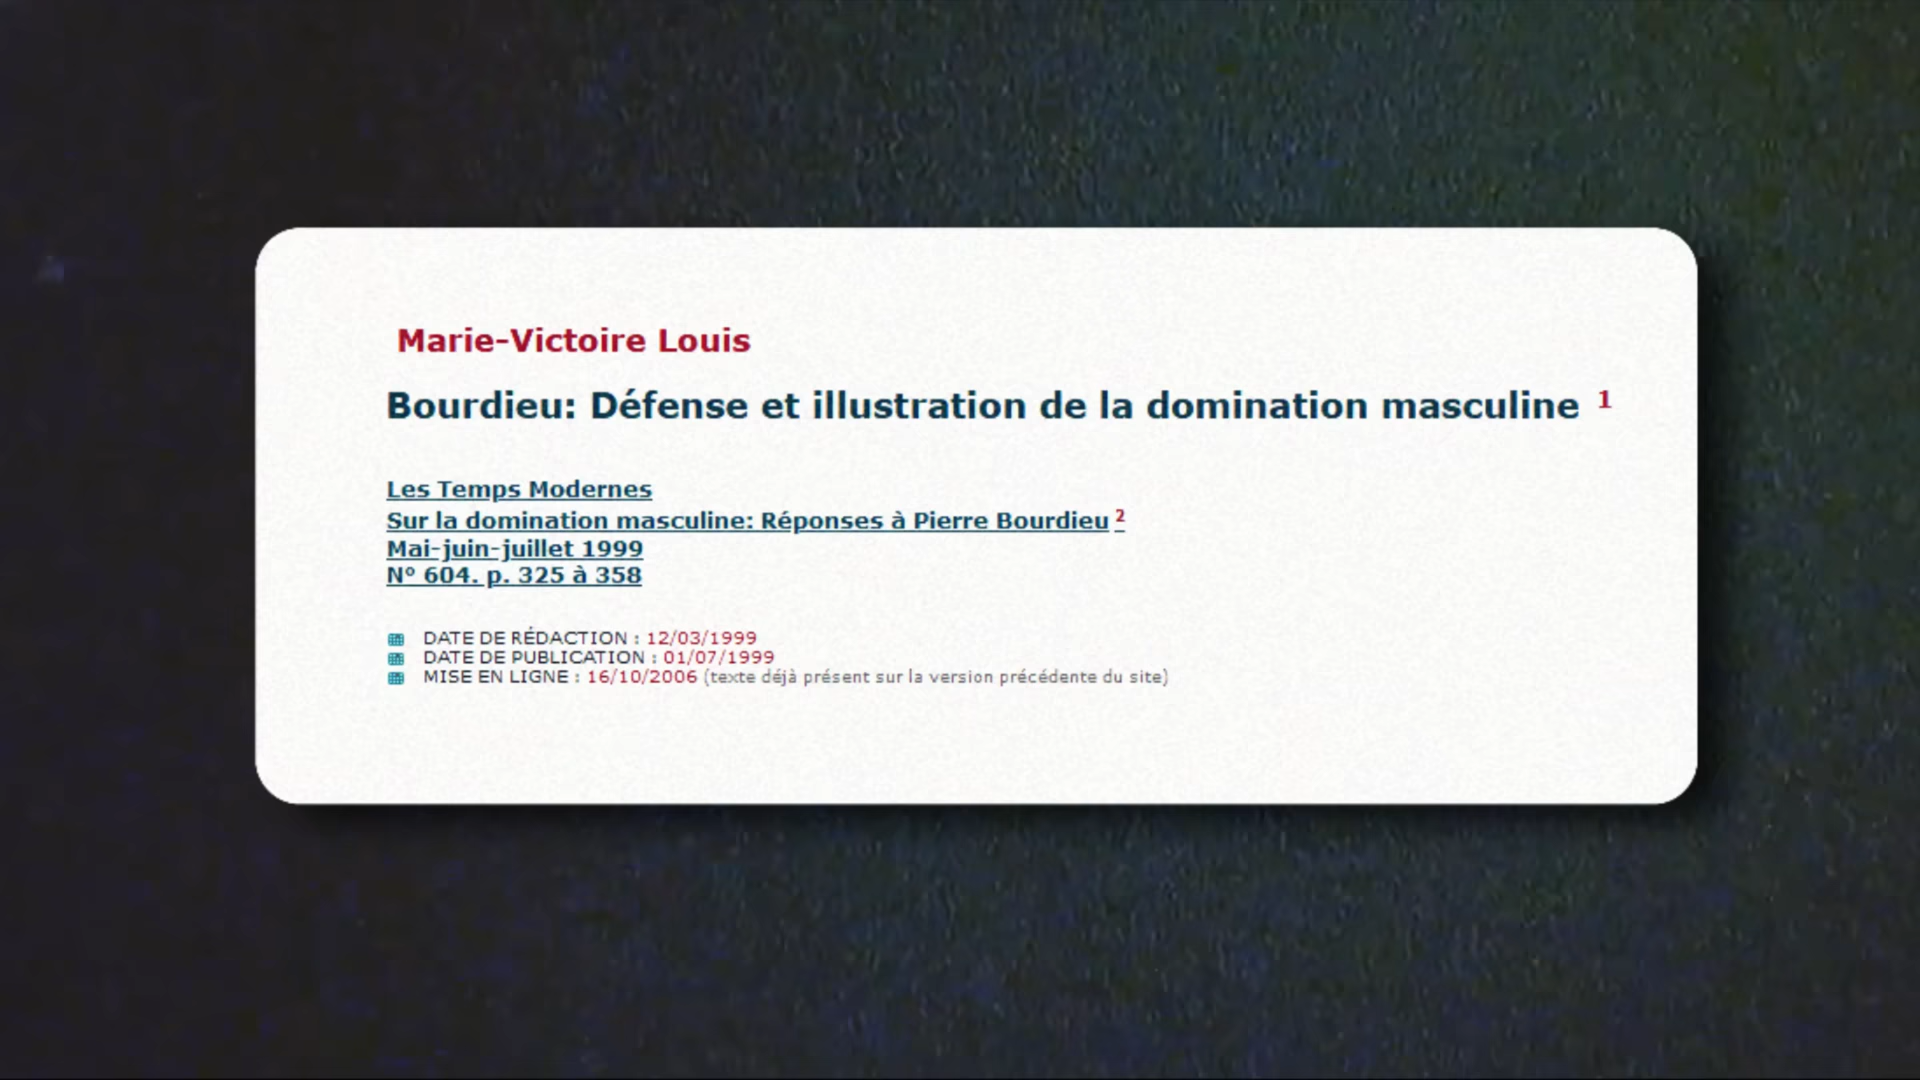 Marie-Victoire Louis
Bourdieu: Défense et illustration de la domination masculine 1
Les Temps Modernes
Sur la domination masculine: Réponses à Pierre Bourdieu 2
Mai-juin-juillet 1999
N° 604. p. 325 à 358
DATE DE RÉDACTION : 12/03/1999
DATE DE PUBLICATION : 01/07/1999
MISE EN LIGNE : 16/10/2006 (texte déjà présent sur la version précédente du site)